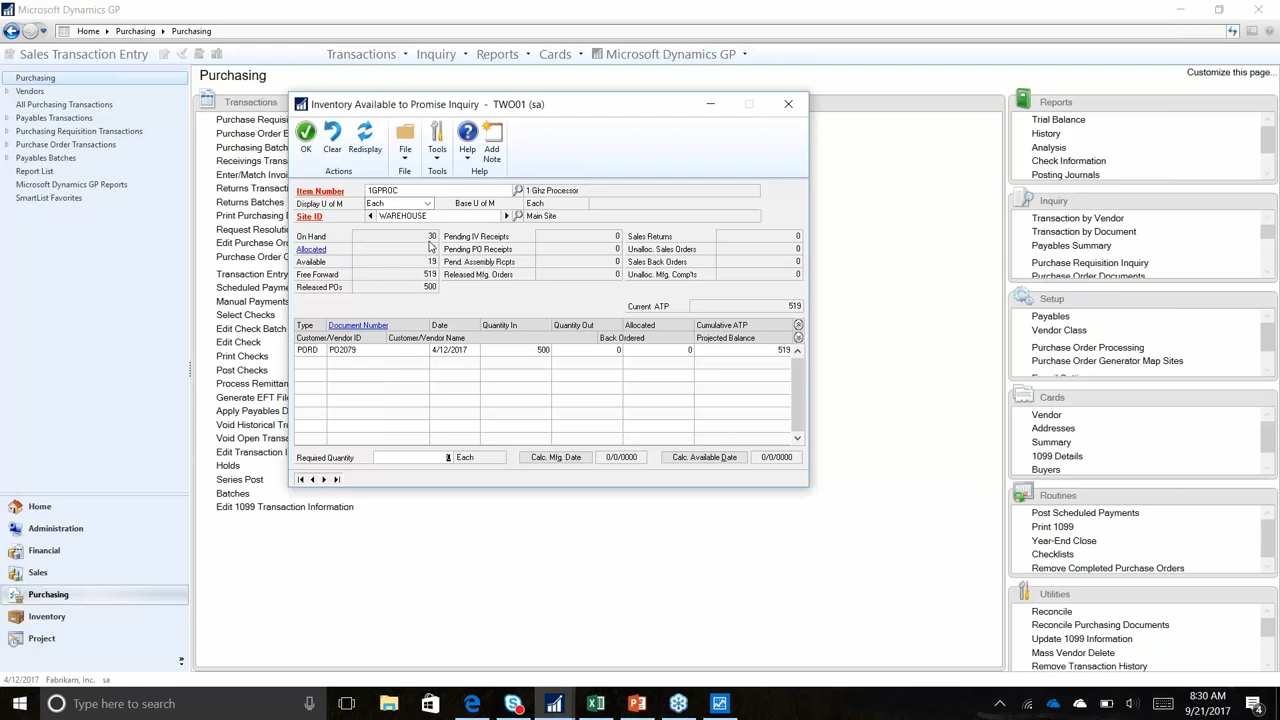 Microsoft Dynamics GP
Home Purchasing Purchasing
Sales Transaction Entry
Transactions Inquiry Reports Cards Microsoft Dynamics GP
Purchasing
Vendors
All Purchasing Transactions
Payables Transactions
Purchasing Requisition Transactions
Purchase Order Transactions
Payables Batches
Report List
Microsoft Dynamics GP Reports
SmartList Favorites
Home
Administration
Financial
Sales
Purchasing
Inventory
Project
4/12/2017 Fabrikam, Inc. sa
Purchasing
Customize this page...
Transactions
Purchase Requ
Purchase Order
Purchasing Batch
Receivings Trans
Enter/Match Invoi
Returns Transac
Returns Batches
Print Purchasing
Request Resoluti
Edit Purchase Or
Purchase Order G
Transaction Entry
Scheduled Paym
Manual Payments
Select Checks
Edit Check Batch
Edit Check
Print Checks
Post Checks
Process Remittan
Generate EFT File
Apply Payables D
Void Historical Tra
Void Open Transa
Edit Transaction I
Holds
Series Post
Batches
Edit 1099 Transaction Information
Inventory Available to Promise Inquiry - TWO01 (sa)
OK Clear Redisplay File Tools Help Add Note
Actions File Tools Help
Item Number 1GPROC 1 Ghz Processor
Display U of M Each Base U of M Each
Site ID WAREHOUSE Main Site
On Hand 30 Pending IV Receipts 0 Sales Returns 0
Allocated Pending PO Receipts 0 Unalloc. Sales Orders 0
Available 19 Pend. Assembly Rcpts 0 Sales Back Orders 0
Free Forward 519 Released Mfg. Orders 0 Unalloc. Mfg. Comp'ts 0
Released POs 500
Current ATP 519
Type Document Number Date Quantity In Quantity Out Allocated Cumulative ATP
Customer/Vendor ID Customer/Vendor Name Back Ordered Projected Balance
PORD PO2079 4/12/2017 500 0 0 519
Required Quantity Each Calc. Mfg. Date 0/0/0000 Calc. Available Date 0/0/0000
Reports
Trial Balance
History
Analysis
Check Information
Posting Journals
Inquiry
Transaction by Vendor
Transaction by Document
Payables Summary
Purchase Requisition Inquiry
Purchase Order Documents
Setup
Payables
Vendor Class
Purchase Order Processing
Purchase Order Generator Map Sites
Cards
Vendor
Addresses
Summary
1099 Details
Buyers
Routines
Post Scheduled Payments
Print 1099
Year-End Close
Checklists
Remove Completed Purchase Orders
Utilities
Reconcile
Reconcile Purchasing Documents
Update 1099 Information
Mass Vendor Delete
Remove Transaction History
Type here to search
8:30 AM
9/21/2017